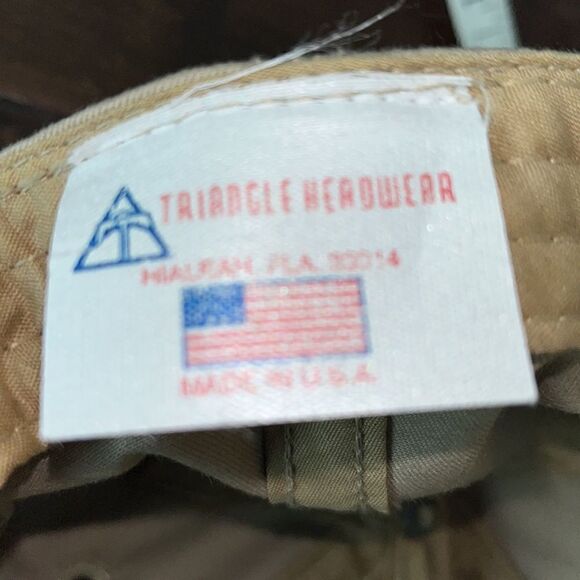 TRIANGLE HEADWEAR
HIALEAH, FLA. 33014
MADE IN U.S.A.